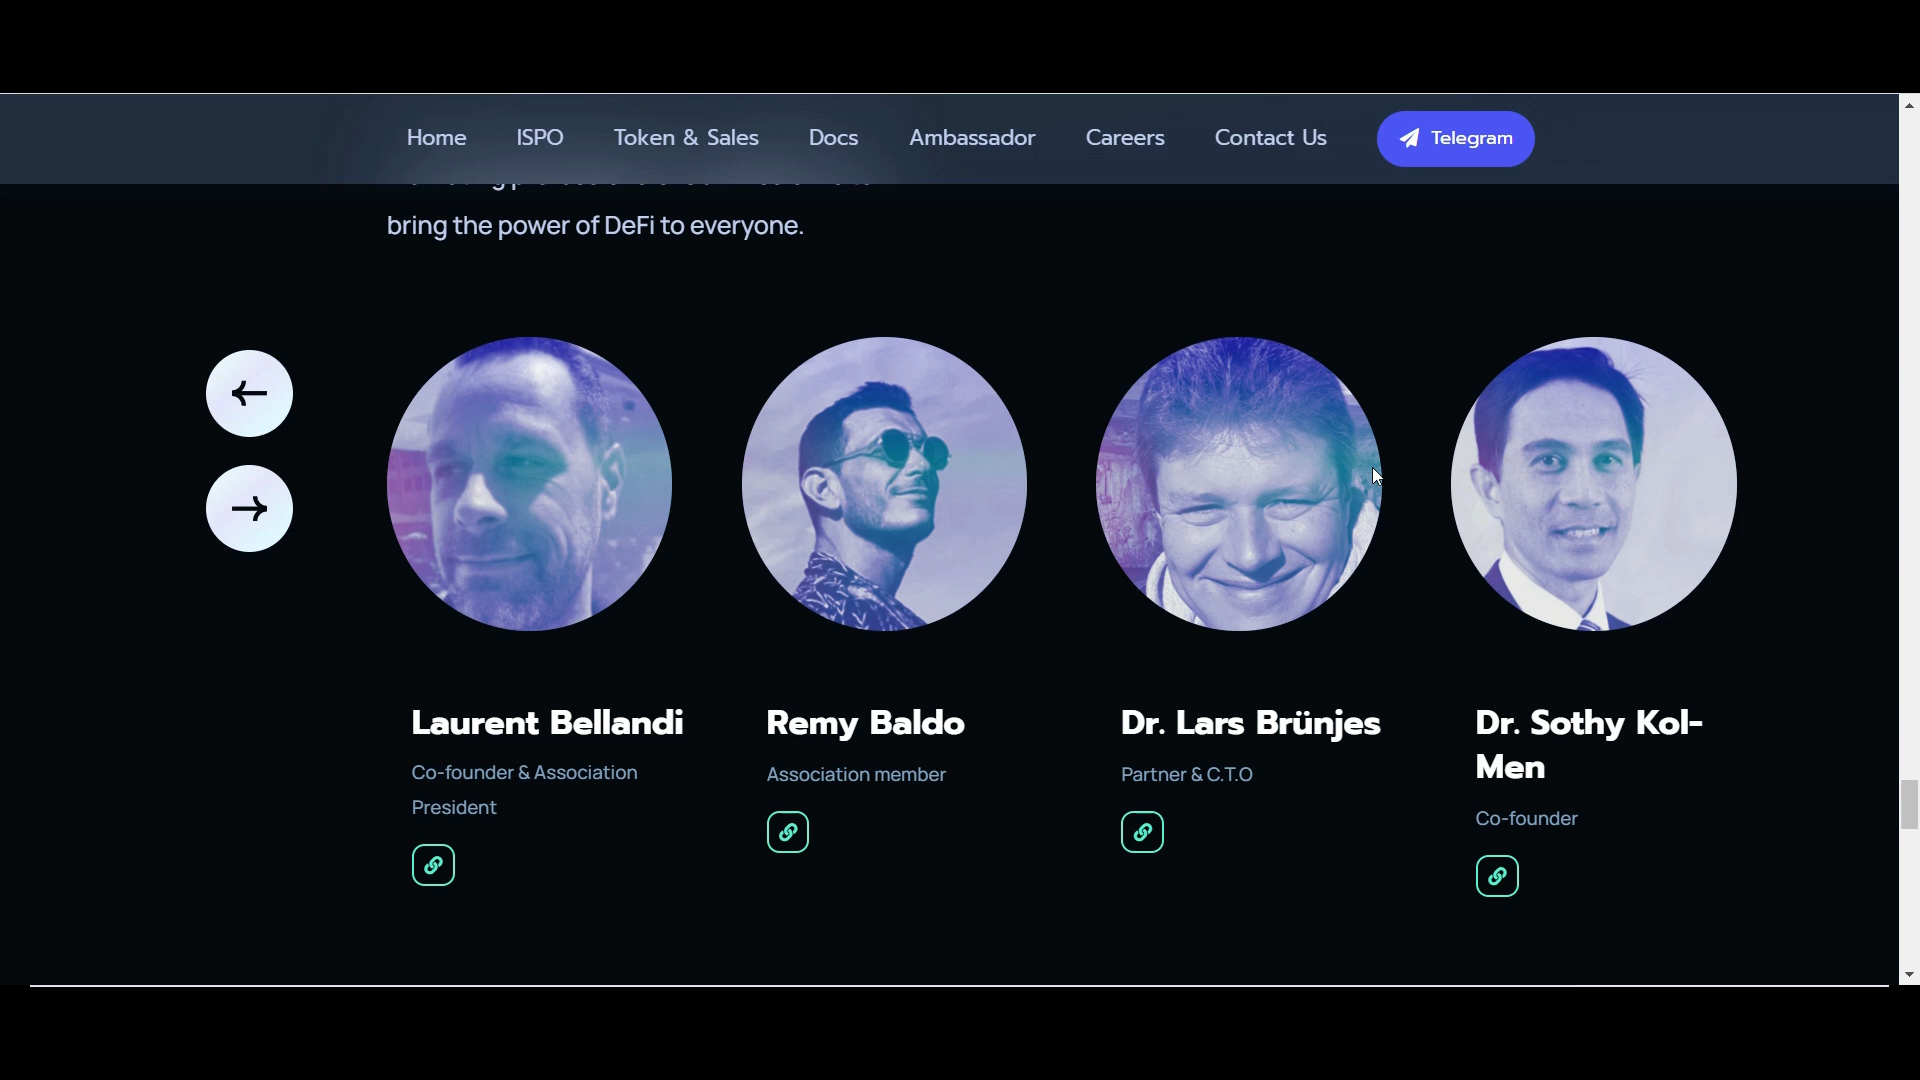 Home ISPO Token & Sales Docs Ambassador Careers Contact Us Telegram
bring the power of DeFi to everyone.
Laurent Bellandi
Co-founder & Association
President
Remy Baldo
Association member
Dr. Lars Brünjes
Partner & C.T.O
Dr. Sothy Kol-
Men
Co-founder